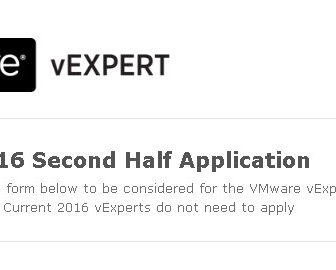 e® vEXPERT
16 Second Half Application
form below to be considered for the VMware vExp
Current 2016 vExperts do not need to apply